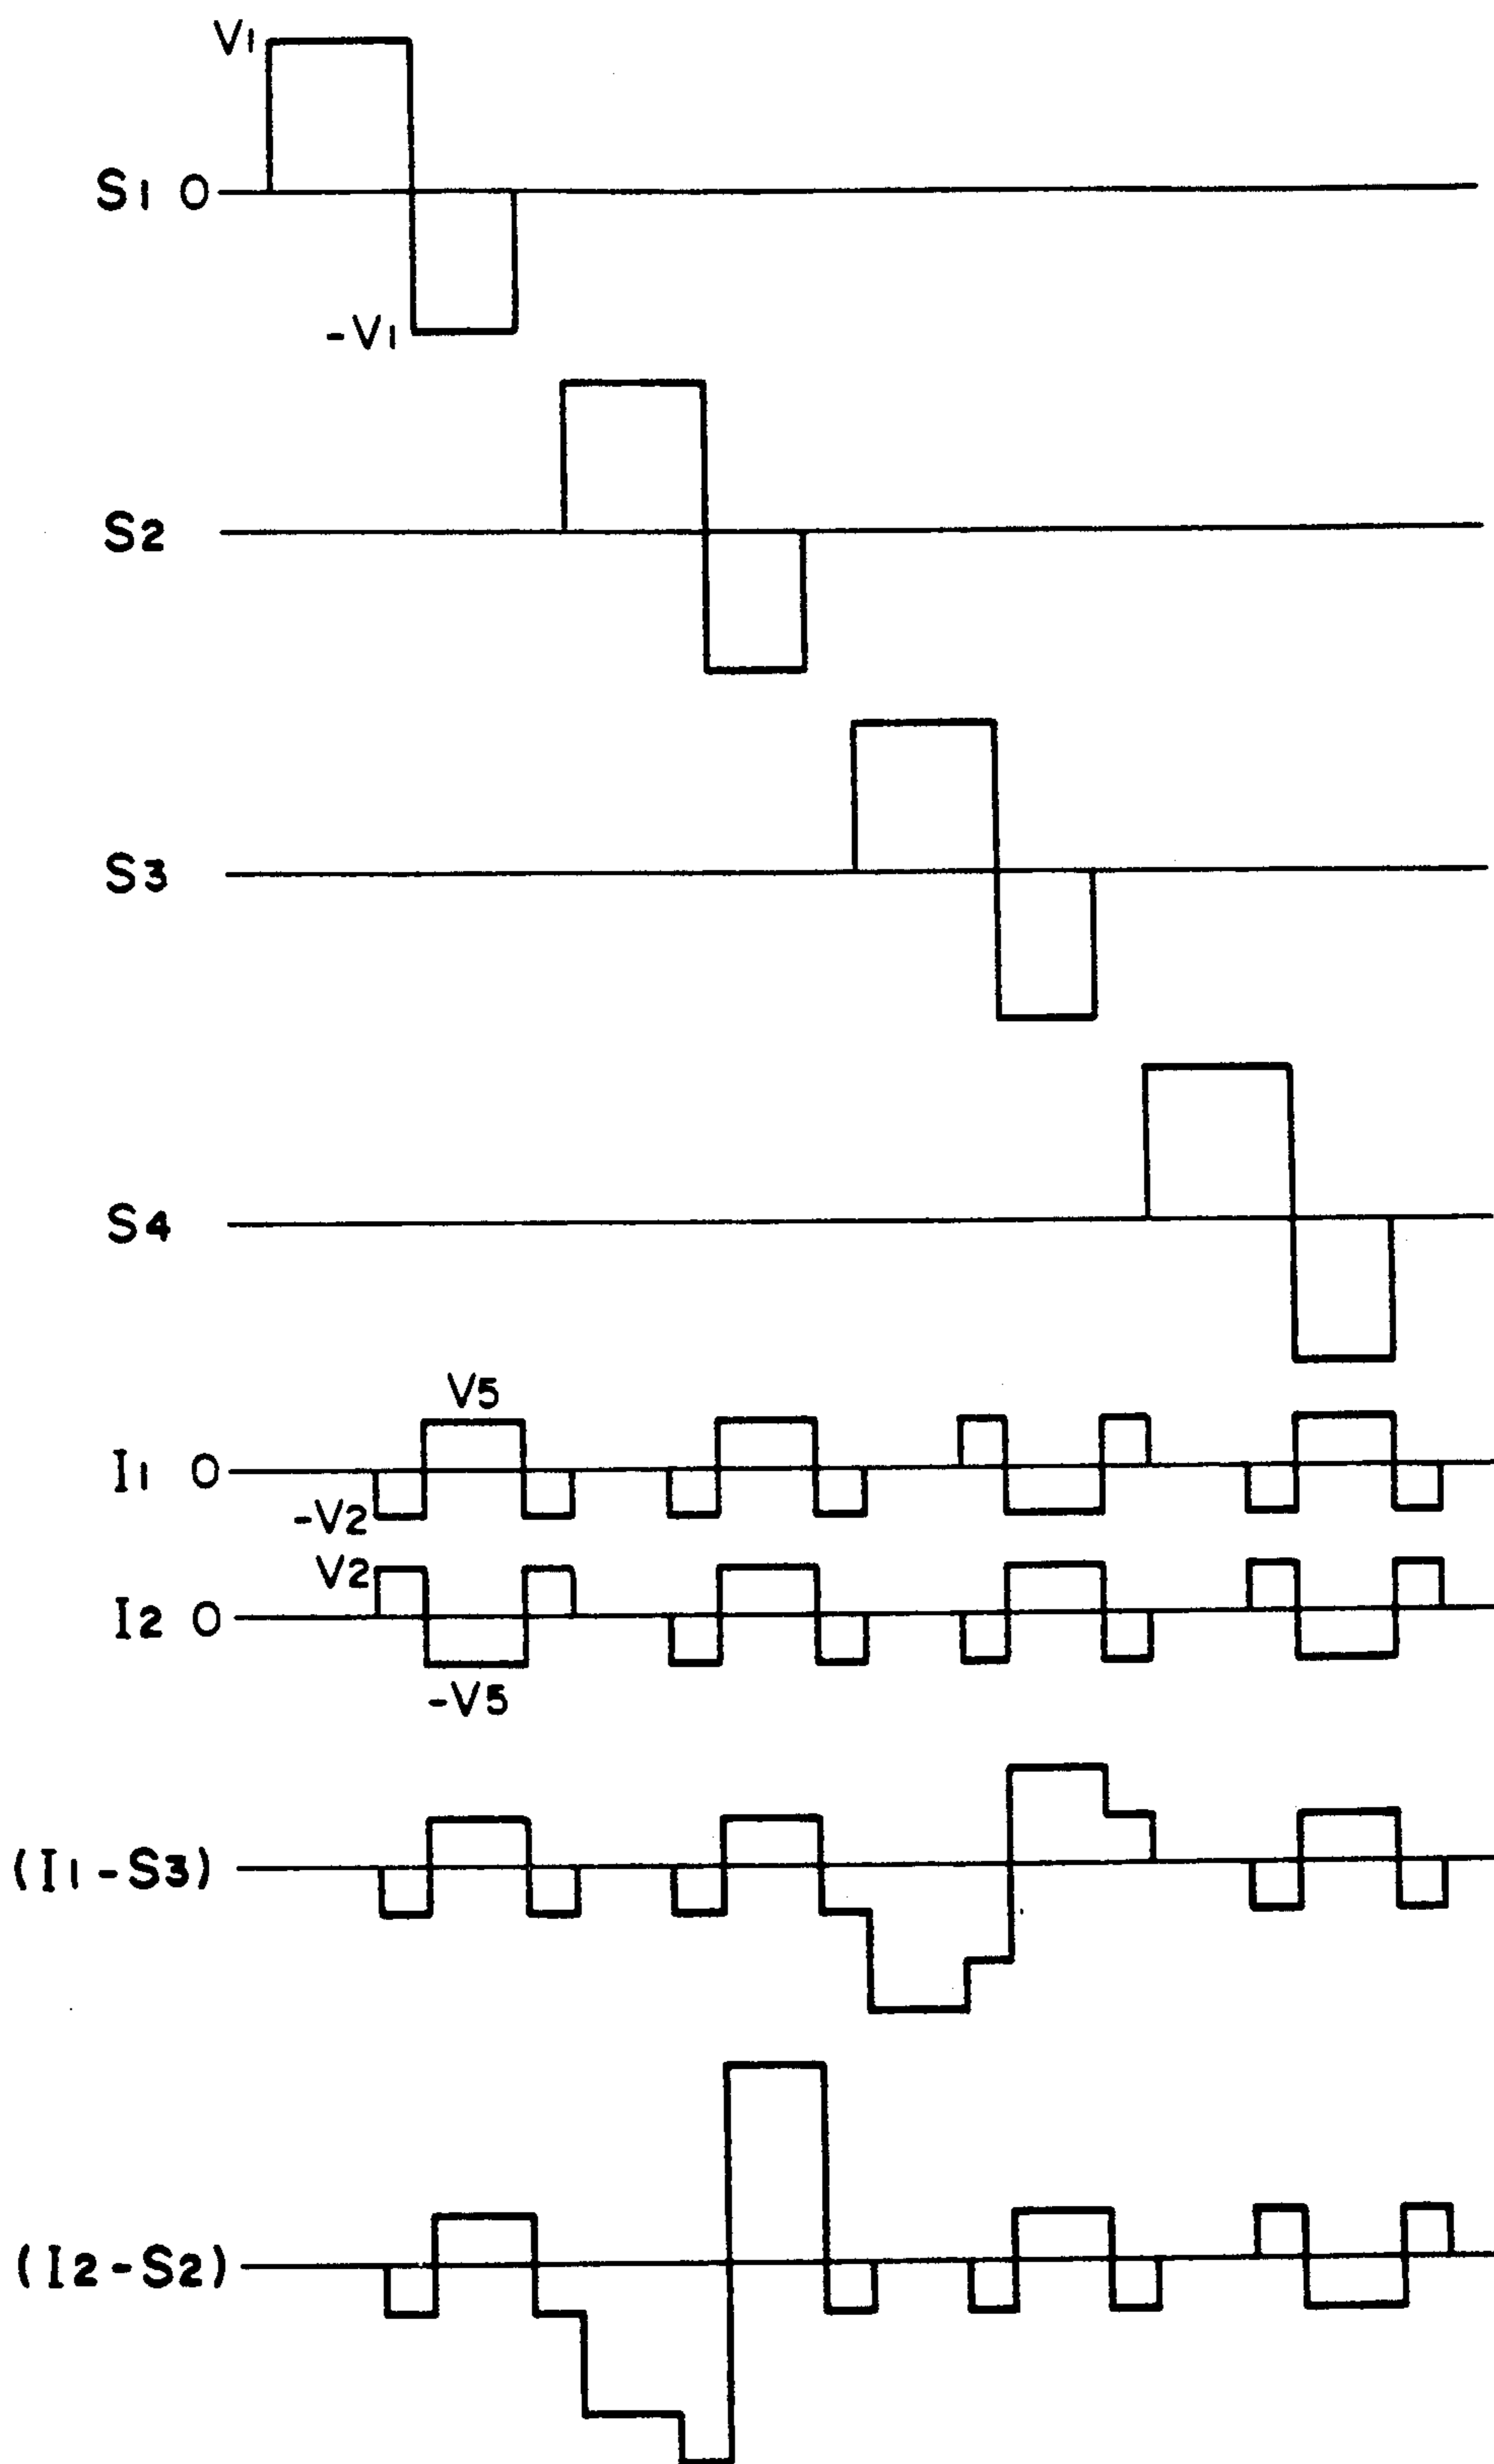 V1
S1 0
-V1
S2
S3
S4
V5
I1 0
-V2
V2
I2 0
-V5
(I1-S3)
(I2-S2)